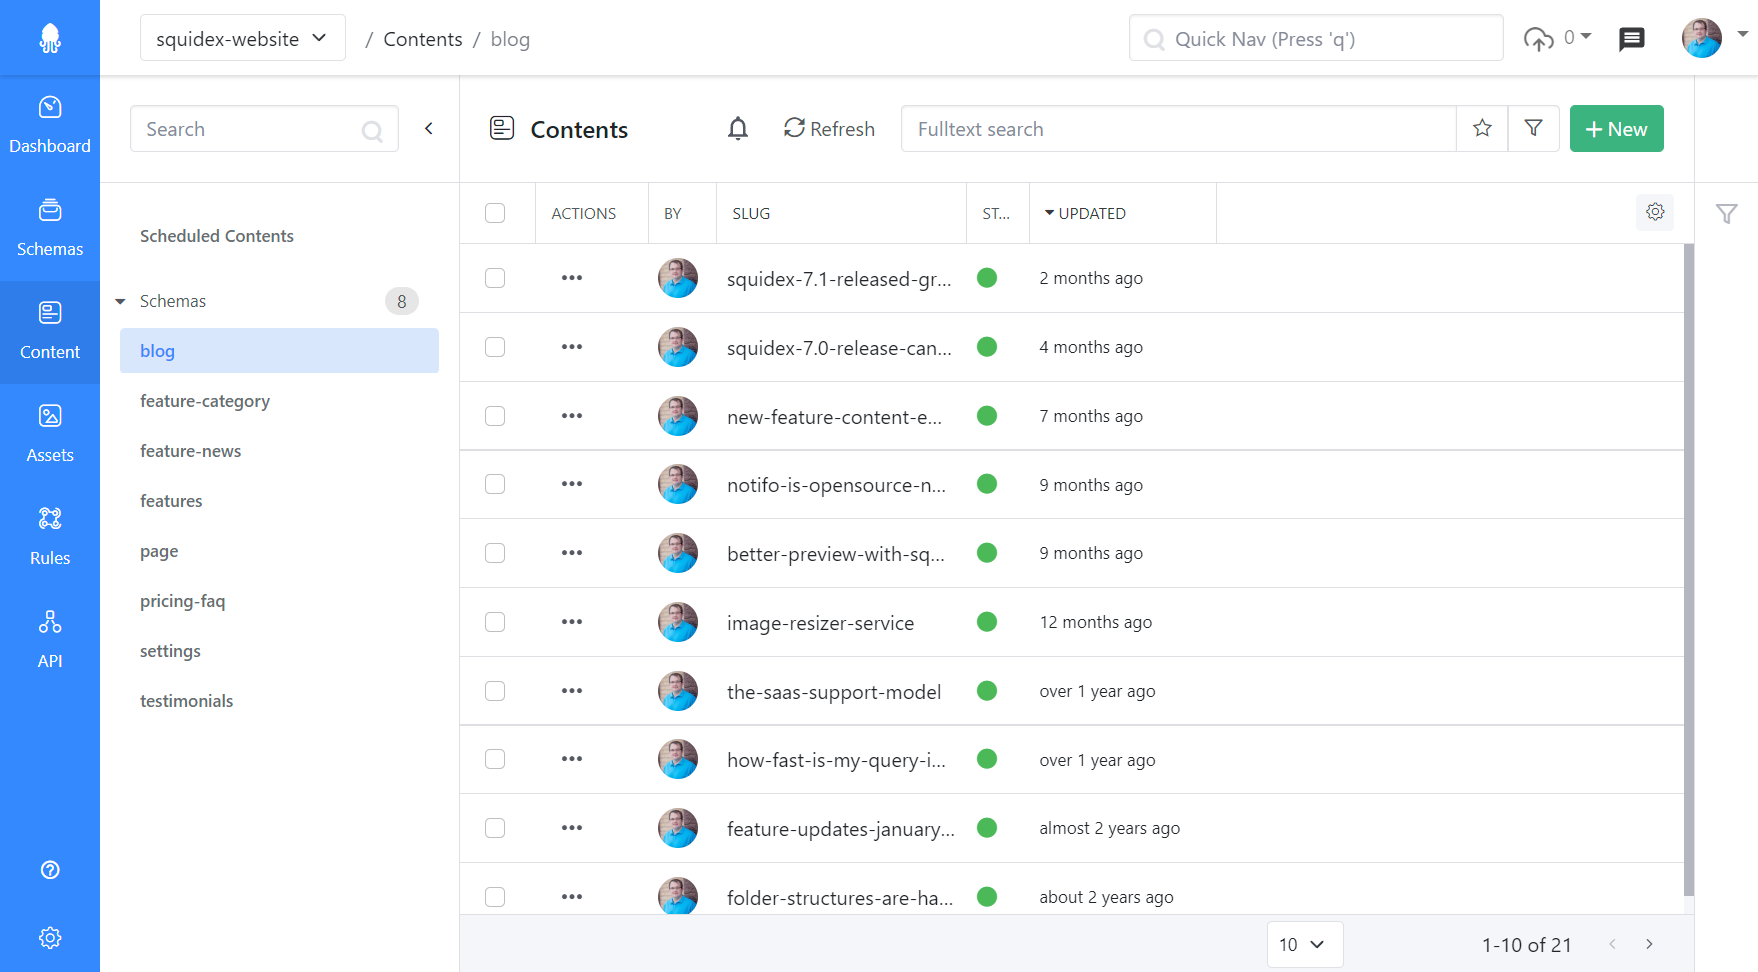 squidex-website / Contents / blog
Quick Nav (Press 'q')
0
Dashboard
Schemas
Content
Assets
Rules
API
Search
Scheduled Contents
Schemas 8
blog
feature-category
feature-news
features
page
pricing-faq
settings
testimonials
Contents
Refresh
Fulltext search
+ New
ACTIONS BY SLUG ST... UPDATED
squidex-7.1-released-gr... 2 months ago
squidex-7.0-release-can... 4 months ago
new-feature-content-e... 7 months ago
notifo-is-opensource-n... 9 months ago
better-preview-with-sq... 9 months ago
image-resizer-service 12 months ago
the-saas-support-model over 1 year ago
how-fast-is-my-query-i... over 1 year ago
feature-updates-january... almost 2 years ago
folder-structures-are-ha... about 2 years ago
10
1-10 of 21